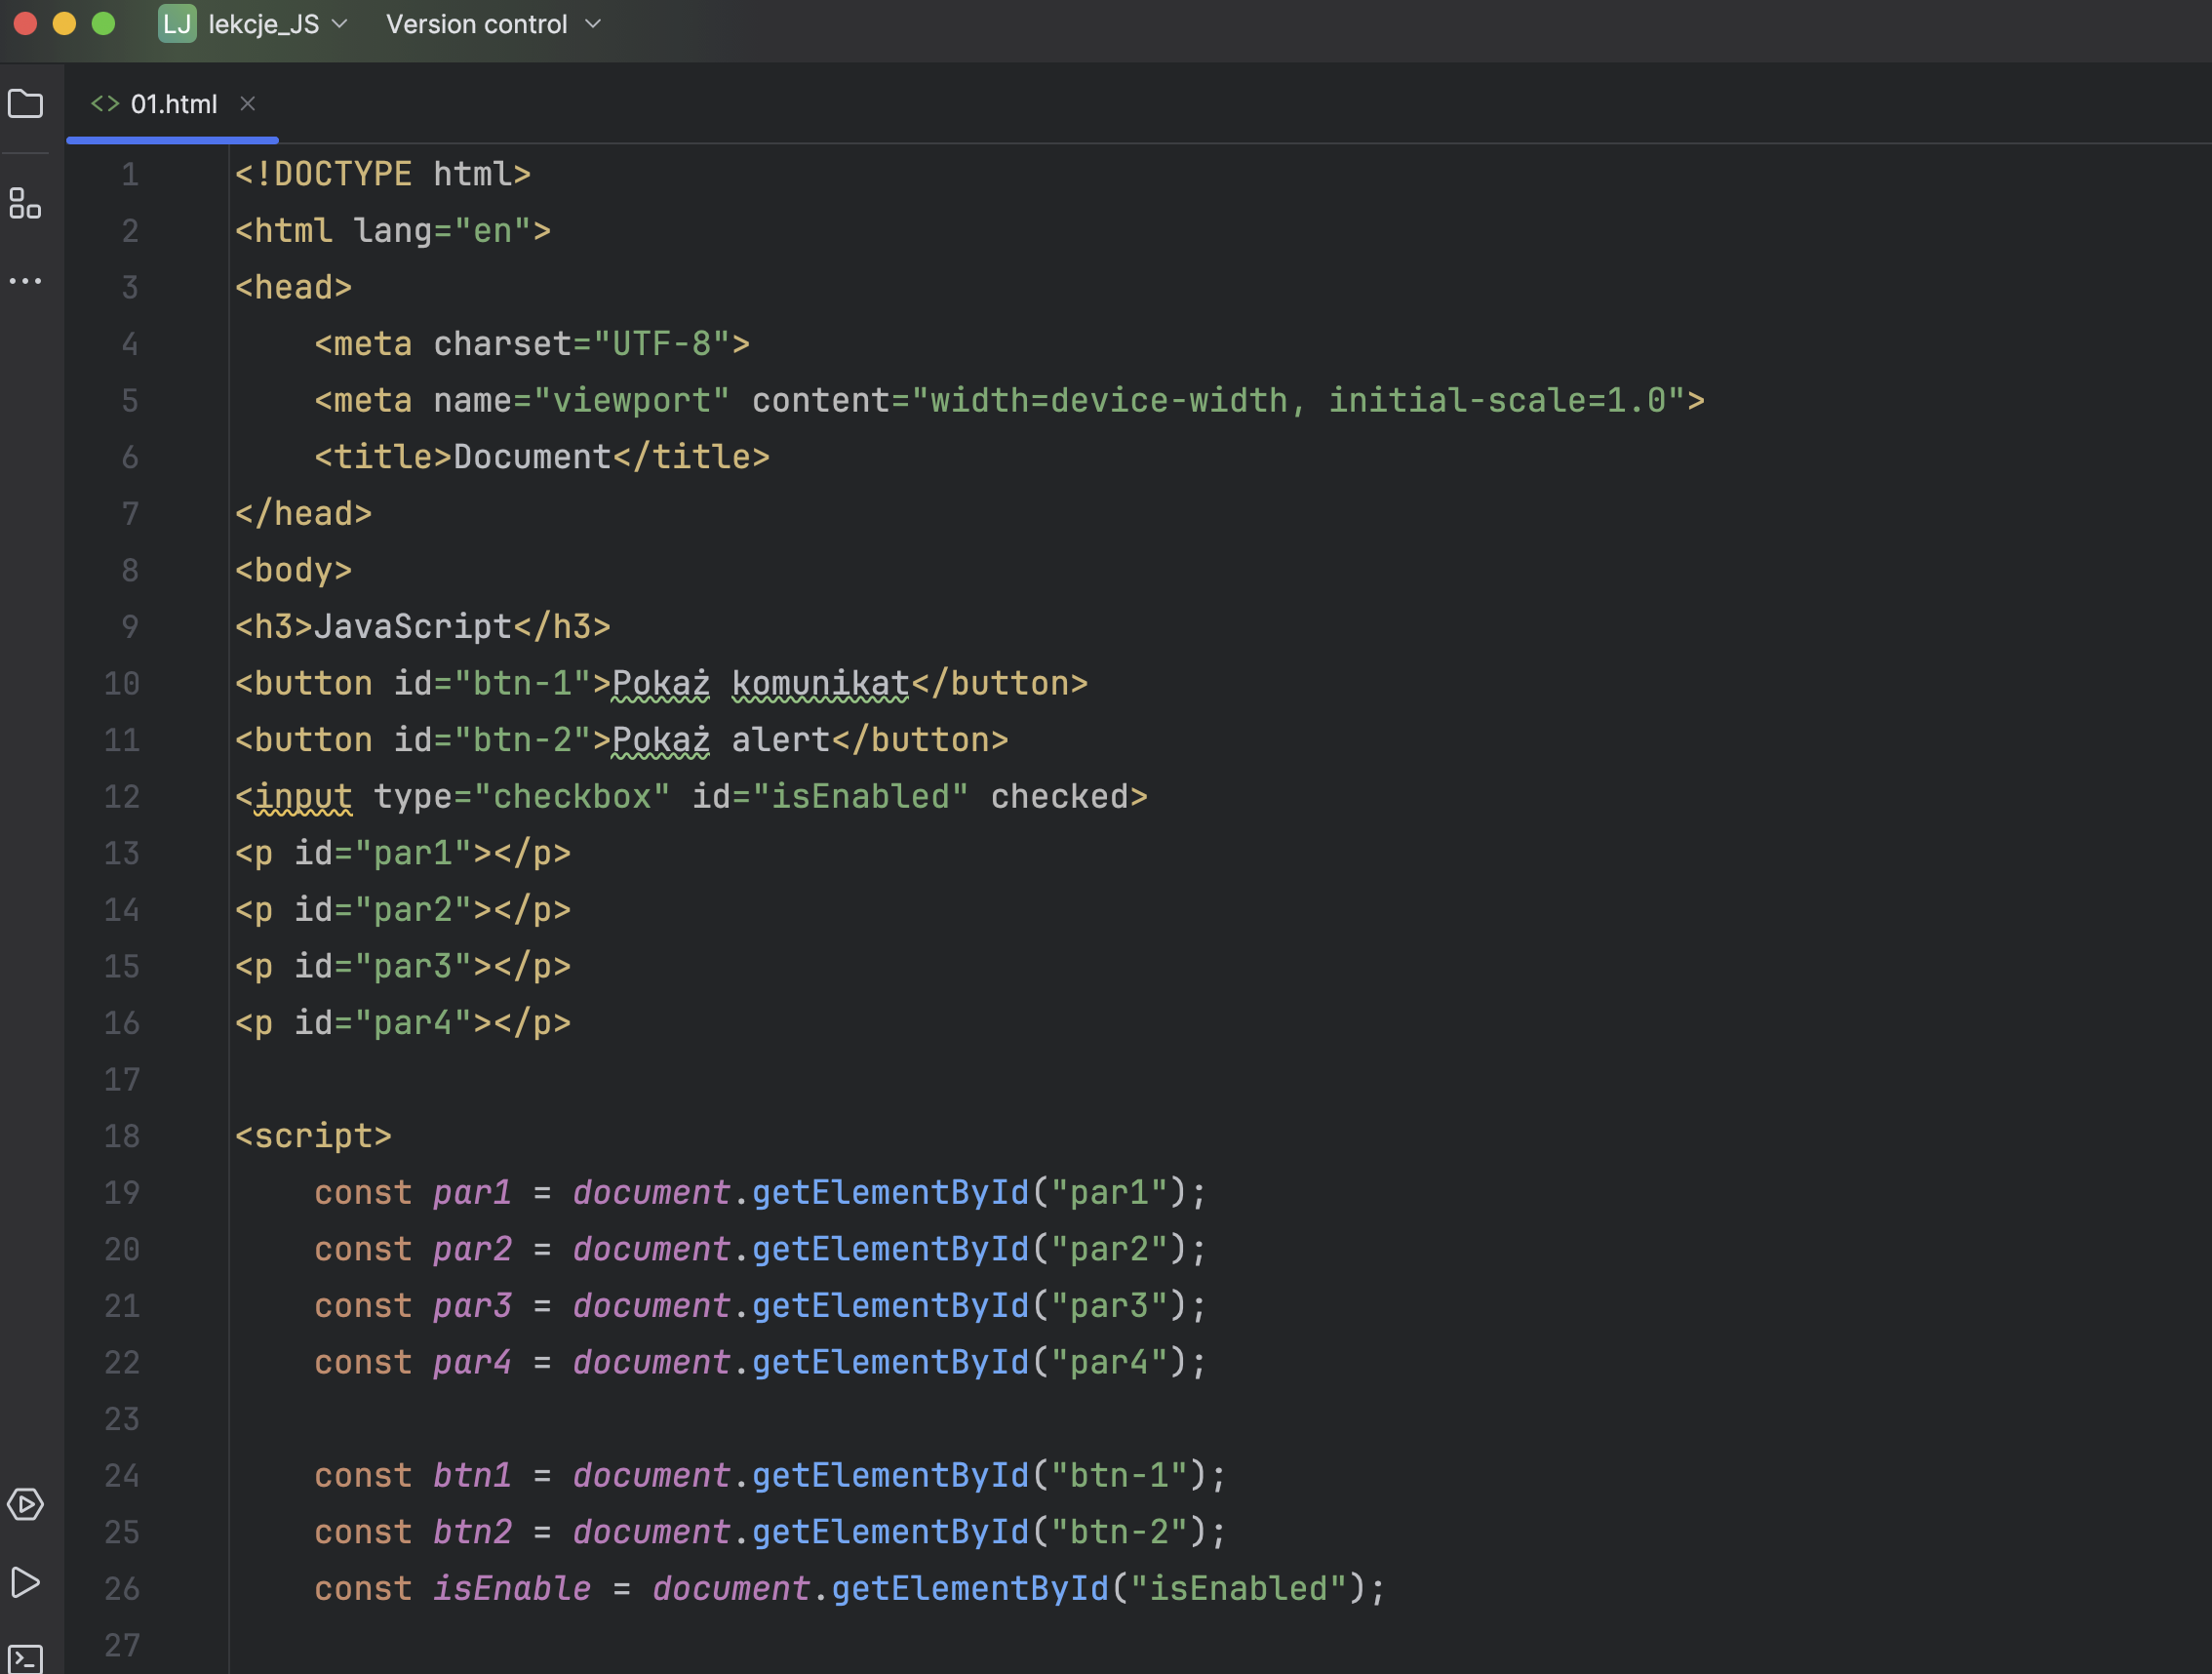 LJ lekcje_JS Version control
01.html
1 <!DOCTYPE html>
2 <html lang="en">
3 <head>
4     <meta charset="UTF-8">
5     <meta name="viewport" content="width=device-width, initial-scale=1.0">
6     <title>Document</title>
7 </head>
8 <body>
9 <h3>JavaScript</h3>
10 <button id="btn-1">Pokaż komunikat</button>
11 <button id="btn-2">Pokaż alert</button>
12 <input type="checkbox" id="isEnabled" checked>
13 <p id="par1"></p>
14 <p id="par2"></p>
15 <p id="par3"></p>
16 <p id="par4"></p>
17
18 <script>
19     const par1 = document.getElementById("par1");
20     const par2 = document.getElementById("par2");
21     const par3 = document.getElementById("par3");
22     const par4 = document.getElementById("par4");
23
24     const btn1 = document.getElementById("btn-1");
25     const btn2 = document.getElementById("btn-2");
26     const isEnable = document.getElementById("isEnabled");
27